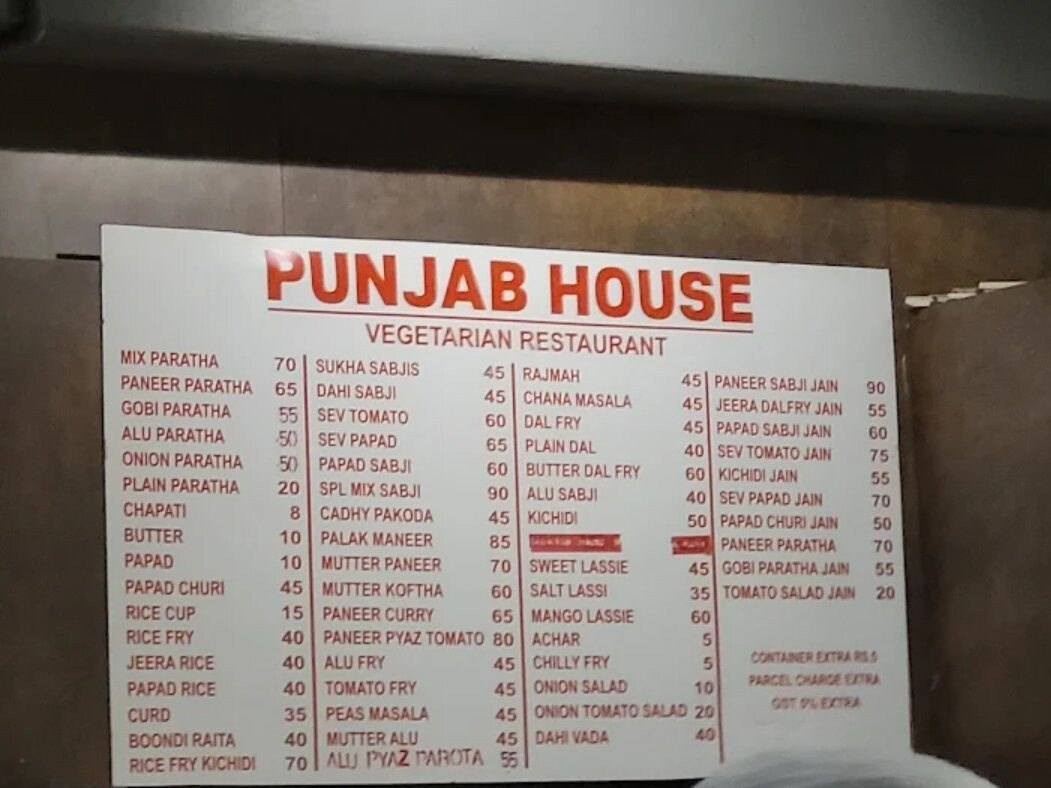 PUNJAB HOUSE
VEGETARIAN RESTAURANT
MIX PARATHA 70
PANEER PARATHA 65
GOBI PARATHA 55
ALU PARATHA 50
ONION PARATHA 50
PLAIN PARATHA 20
CHAPATI 8
BUTTER 10
PAPAD 10
PAPAD CHURI 45
RICE CUP 15
RICE FRY 40
JEERA RICE 40
PAPAD RICE 40
CURD 35
BOONDI RAITA 40
RICE FRY KICHIDI 70
SUKHA SABJIS 45
DAHI SABJI 45
SEV TOMATO 60
SEV PAPAD 65
PAPAD SABJI 60
SPL MIX SABJI 90
CADHY PAKODA 45
PALAK MANEER 85
MUTTER PANEER 70
MUTTER KOFTHA 60
PANEER CURRY 65
PANEER PYAZ TOMATO 80
ALU FRY 45
TOMATO FRY 45
PEAS MASALA 45
MUTTER ALU 45
ALU PYAZ PAROTA 55
RAJMAH 45
CHANA MASALA 45
DAL FRY 45
PLAIN DAL 40
BUTTER DAL FRY 60
ALU SABJI 40
KICHIDI 50
SWEET LASSIE 45
SALT LASSI 35
MANGO LASSIE 60
ACHAR 5
CHILLY FRY 5
ONION SALAD 10
ONION TOMATO SALAD 20
DAHI VADA 40
PANEER SABJI JAIN 90
JEERA DALFRY JAIN 55
PAPAD SABJI JAIN 60
SEV TOMATO JAIN 75
KICHIDI JAIN 55
SEV PAPAD JAIN 70
PAPAD CHURI JAIN 50
PANEER PARATHA 70
GOBI PARATHA JAIN 55
TOMATO SALAD JAIN 20
CONTAINER EXTRA RS.5
PARCEL CHARGE EXTRA
GST 5% EXTRA